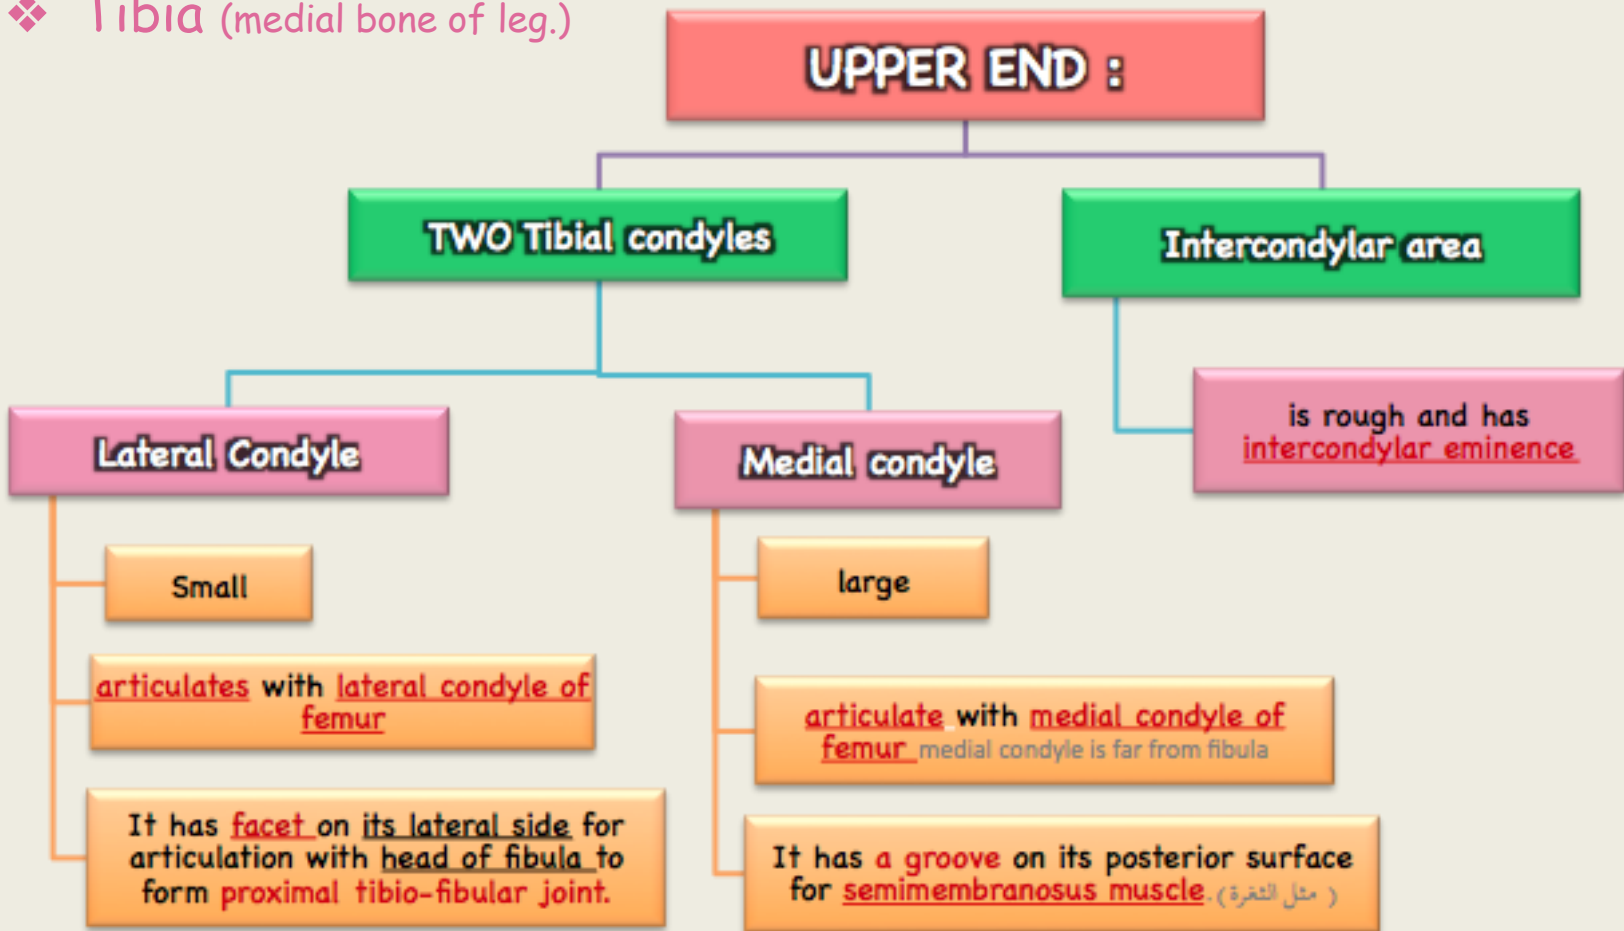 ❖ Tibia (medial bone of leg.)
UPPER END :
TWO Tibial condyles
Intercondylar area
is rough and has
intercondylar eminence
Lateral Condyle
Small
articulates with lateral condyle of
femur
It has facet on its lateral side for
articulation with head of fibula to
form proximal tibio-fibular joint.
Medial condyle
large
articulate with medial condyle of
femur medial condyle is far from fibula
It has a groove on its posterior surface
for semimembranosus muscle. (مثل الثغرة )